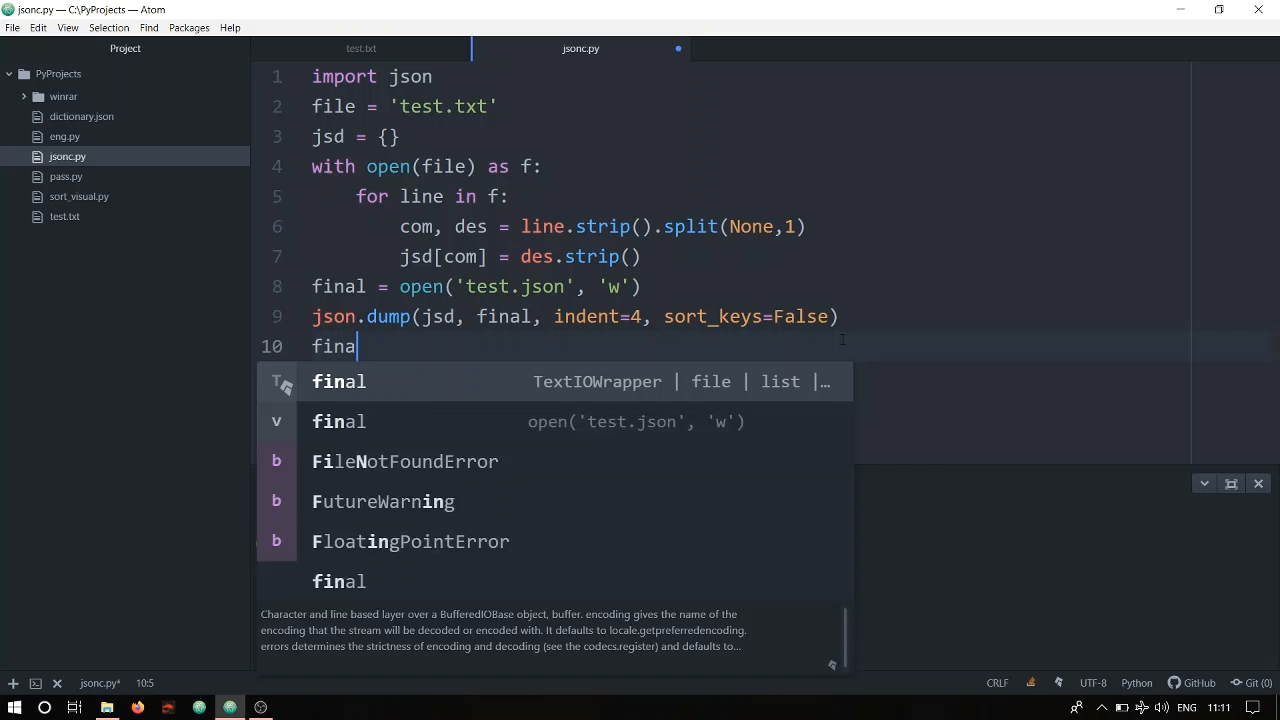 jsonc.py — C:\PyProjects — Atom
File Edit View Selection Find Packages Help
Project
test.txt
jsonc.py
PyProjects
winrar
dictionary.json
eng.py
jsonc.py
pass.py
sort_visual.py
test.txt
1 import json
2 file = 'test.txt'
3 jsd = {}
4 with open(file) as f:
5 for line in f:
6 com, des = line.strip().split(None,1)
7 jsd[com] = des.strip()
8 final = open('test.json', 'w')
9 json.dump(jsd, final, indent=4, sort_keys=False)
10 fina
T final TextIOWrapper | file | list |…
v final open('test.json', 'w')
b FileNotFoundError
b FutureWarning
b FloatingPointError
final
Character and line based layer over a BufferedIOBase object, buffer. encoding gives the name of the
encoding that the stream will be decoded or encoded with. It defaults to locale.getpreferredencoding.
errors determines the strictness of encoding and decoding (see the codecs.register) and defaults to…
jsonc.py* 10:5 CRLF UTF-8 Python GitHub Git (0)
ENG 11:11